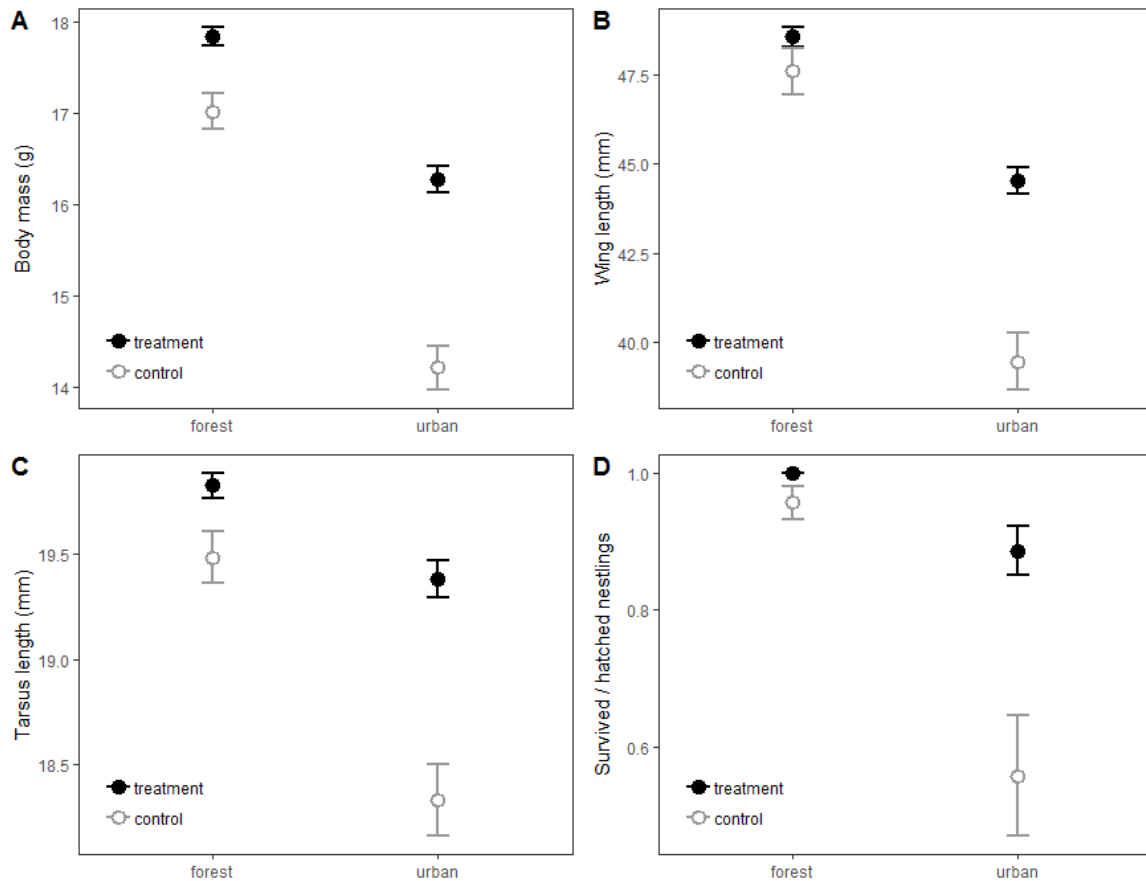 A
Body mass (g)
18
17
16
15
14
treatment
control
forest urban
B
Wing length (mm)
47.5
45.0
42.5
40.0
treatment
control
forest urban
C
Tarsus length (mm)
19.5
19.0
18.5
treatment
control
forest urban
D
Survived / hatched nestlings
1.0
0.8
0.6
treatment
control
forest urban